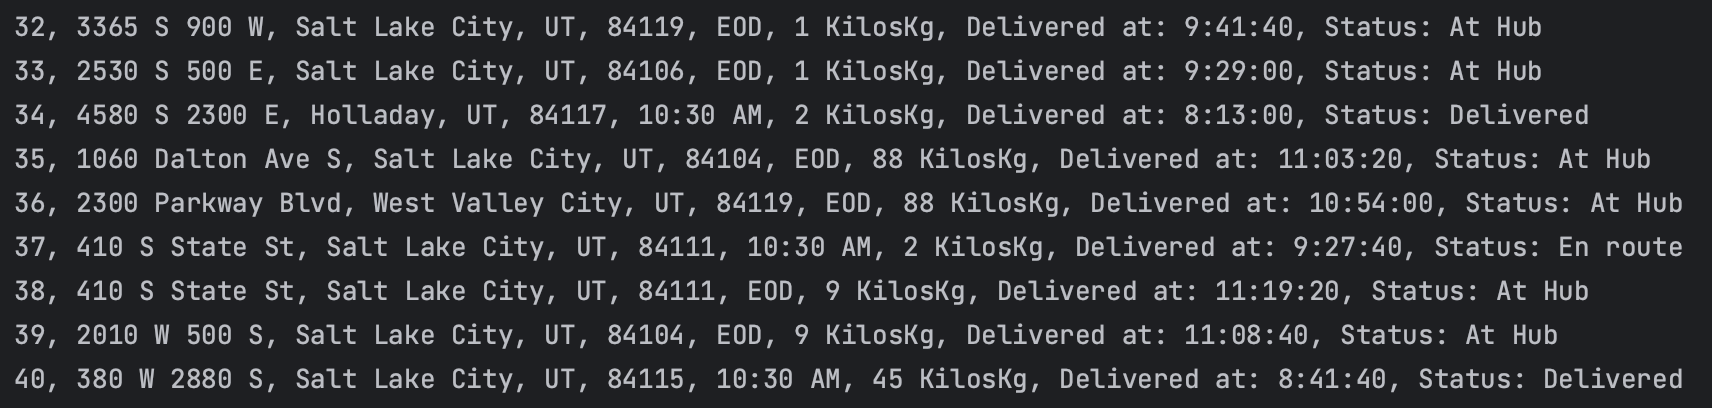 32, 3365 S 900 W, Salt Lake City, UT, 84119, EOD, 1 KilosKg, Delivered at: 9:41:40, Status: At Hub
33, 2530 S 500 E, Salt Lake City, UT, 84106, EOD, 1 KilosKg, Delivered at: 9:29:00, Status: At Hub
34, 4580 S 2300 E, Holladay, UT, 84117, 10:30 AM, 2 KilosKg, Delivered at: 8:13:00, Status: Delivered
35, 1060 Dalton Ave S, Salt Lake City, UT, 84104, EOD, 88 KilosKg, Delivered at: 11:03:20, Status: At Hub
36, 2300 Parkway Blvd, West Valley City, UT, 84119, EOD, 88 KilosKg, Delivered at: 10:54:00, Status: At Hub
37, 410 S State St, Salt Lake City, UT, 84111, 10:30 AM, 2 KilosKg, Delivered at: 9:27:40, Status: En route
38, 410 S State St, Salt Lake City, UT, 84111, EOD, 9 KilosKg, Delivered at: 11:19:20, Status: At Hub
39, 2010 W 500 S, Salt Lake City, UT, 84104, EOD, 9 KilosKg, Delivered at: 11:08:40, Status: At Hub
40, 380 W 2880 S, Salt Lake City, UT, 84115, 10:30 AM, 45 KilosKg, Delivered at: 8:41:40, Status: Delivered